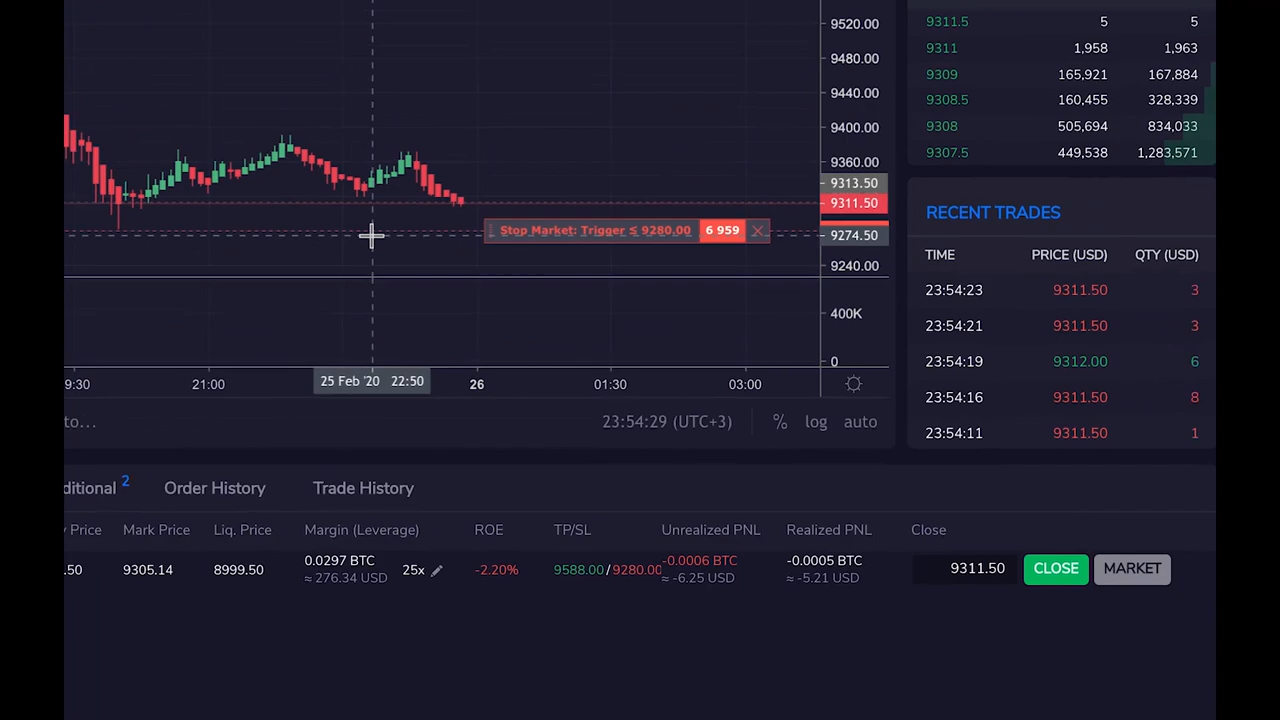 9520.00
9480.00
9440.00
9400.00
9360.00
9313.50
9311.50
9274.50
9240.00
400K
0
Stop Market: Trigger ≤ 9280.00 6 959
9:30 21:00 25 Feb '20 22:50 26 01:30 03:00
to... 23:54:29 (UTC+3) % log auto
9311.5 5 5
9311 1,958 1,963
9309 165,921 167,884
9308.5 160,455 328,339
9308 505,694 834,033
9307.5 449,538 1,283,571
RECENT TRADES
TIME PRICE (USD) QTY (USD)
23:54:23 9311.50 3
23:54:21 9311.50 3
23:54:19 9312.00 6
23:54:16 9311.50 8
23:54:11 9311.50 1
ditional 2 Order History Trade History
y Price Mark Price Liq. Price Margin (Leverage) ROE TP/SL Unrealized PNL Realized PNL Close
.50 9305.14 8999.50 0.0297 BTC 25x -2.20% 9588.00/9280.00 -0.0006 BTC -0.0005 BTC 9311.50 CLOSE MARKET
≈ 276.34 USD ≈ -6.25 USD ≈ -5.21 USD